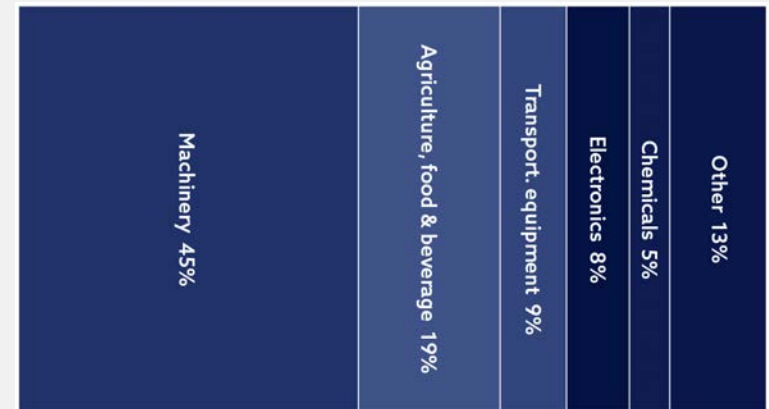 Machinery 45%
Agriculture, food & beverage 19%
Transport. equipment 9%
Electronics 8%
Chemicals 5%
Other 13%